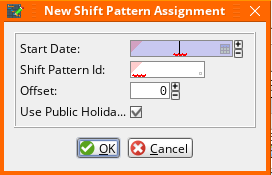 New Shift Pattern Assignment
Start Date:
Shift Pattern Id:
Offset: 0
Use Public Holida...
OK Cancel